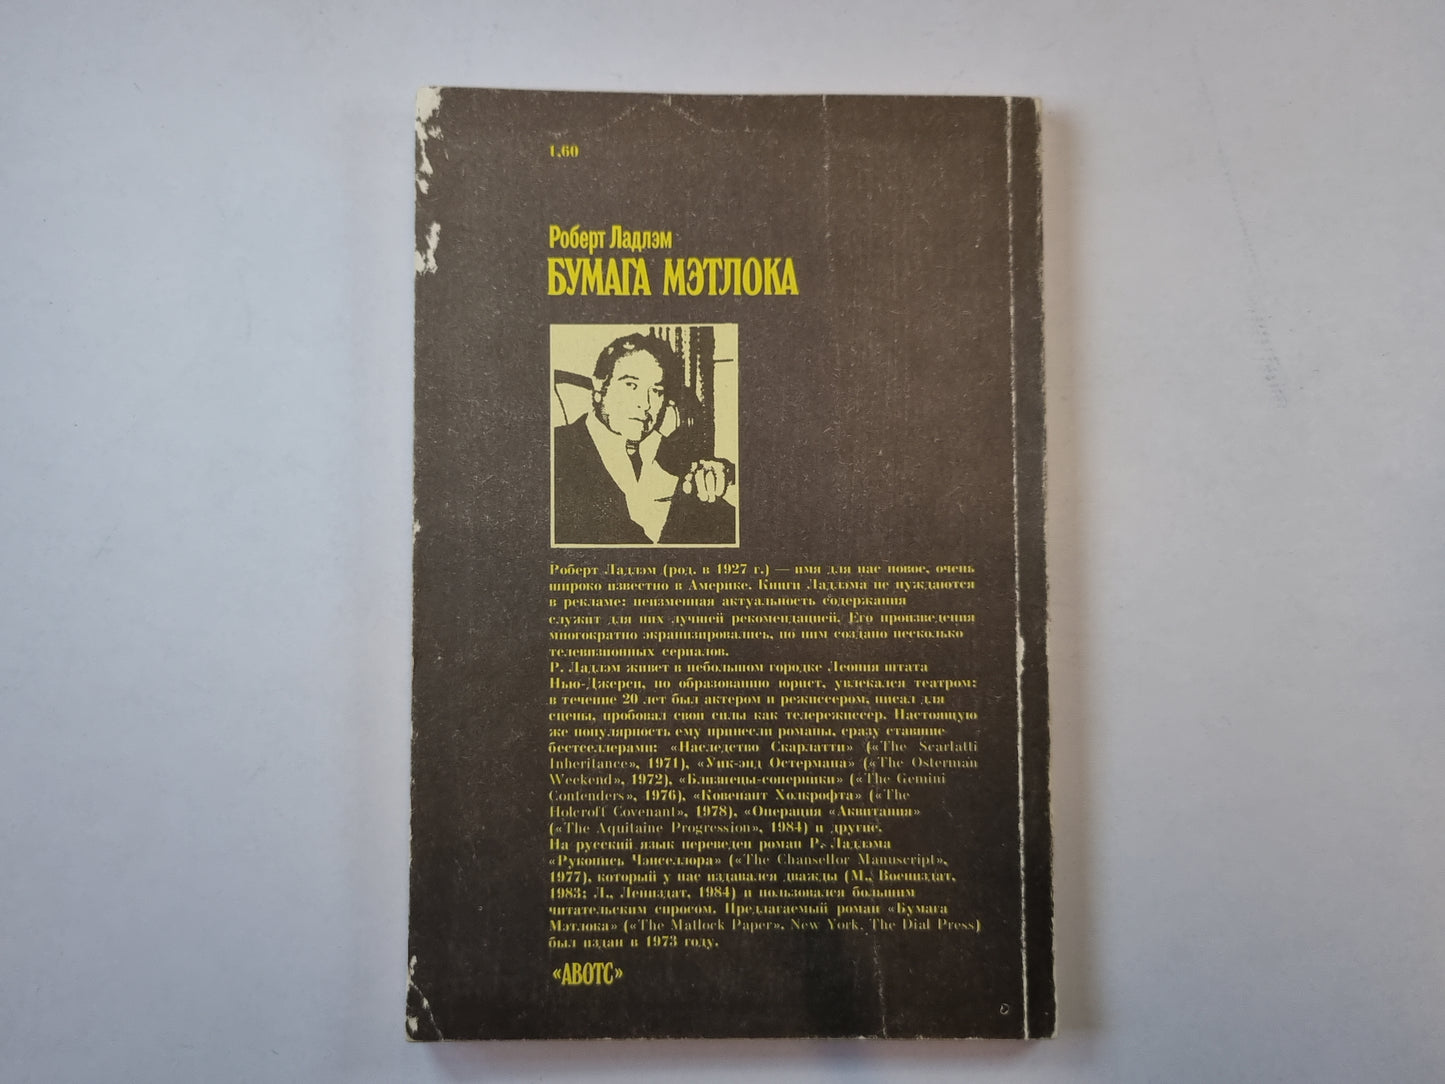 1.60
Роберт Ладлэм
БУМАГА МЭТЛОКА
Роберт Ладлэм (род. в 1927 г.) — имя для нас новое, очень
широко известно в Америке. Книги Ладлэма не нуждаются
в рекламе: неизменная актуальность содержания
служит для них лучшей рекомендацией. Его произведения
многократно экранизировались, по ним создано несколько
телевизионных сериалов.
Р. Ладлэм живет в небольшом городке Леония штата
Нью-Джерси, по образованию юрист, увлекался театром:
в течение 20 лет был актером и режиссером, писал для
сцены, пробовал свои силы как телережиссер. Настоящую
же популярность ему принесли романы, сразу ставшие
бестселлерами: «Наследство Скарлатти» («The Scarlatti
Inheritance», 1971), «Уик-энд Остермана» («The Osterman
Weekend», 1972), «Близнецы-соперники» («The Gemini
Contenders», 1976), «Ковенант Холкрофта» («The
Holcroff Covenant», 1978), «Операция «Аквитания»
(«The Aquitaine Progression», 1984) и другие.
На русский язык переведен роман Р. Ладлэма
«Рукопись Чэнселлора» («The Chansellor Manuscript»,
1977), который у нас издавался дважды (М., Воениздат,
1983; Л., Лениздат, 1984) и пользовался большим
читательским спросом. Предлагаемый роман «Бумага
Мэтлока» («The Matlock Paper», New York, The Dial Press)
был издан в 1973 году.
«АВОТС»